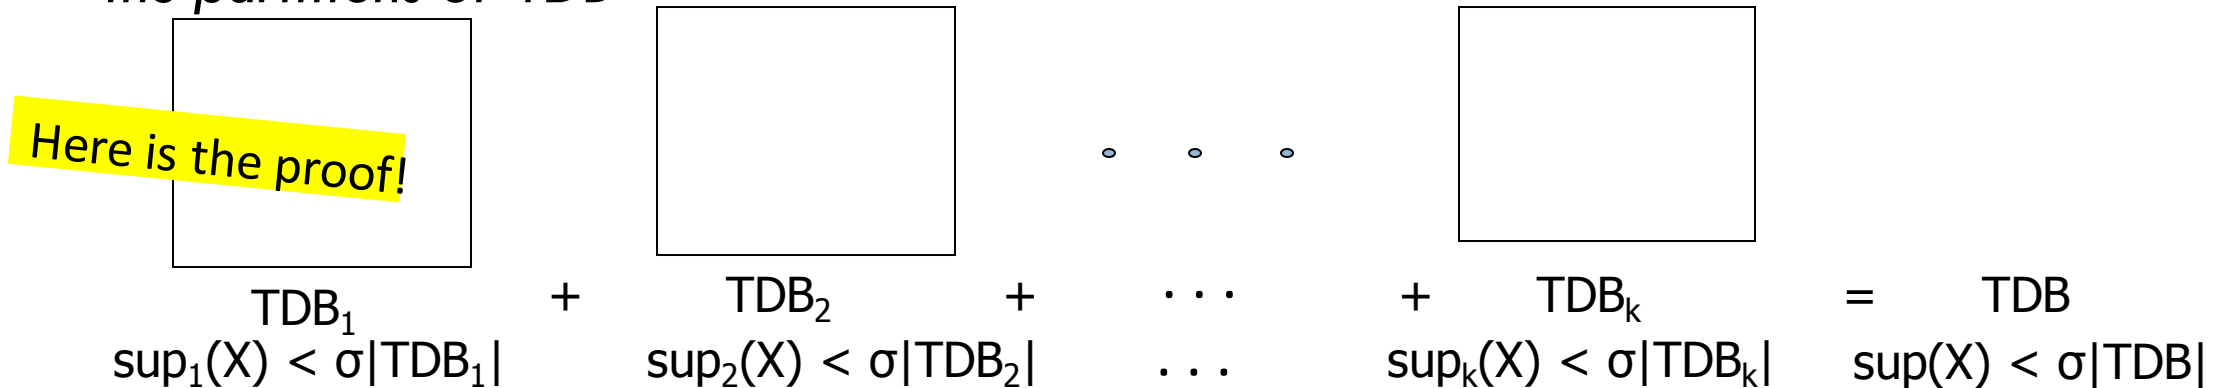 Here is the proof!
TDB₁ + TDB₂ + ... + TDBₖ = TDB
sup₁(X) < σ|TDB₁| sup₂(X) < σ|TDB₂| ... supₖ(X) < σ|TDBₖ| sup(X) < σ|TDB|